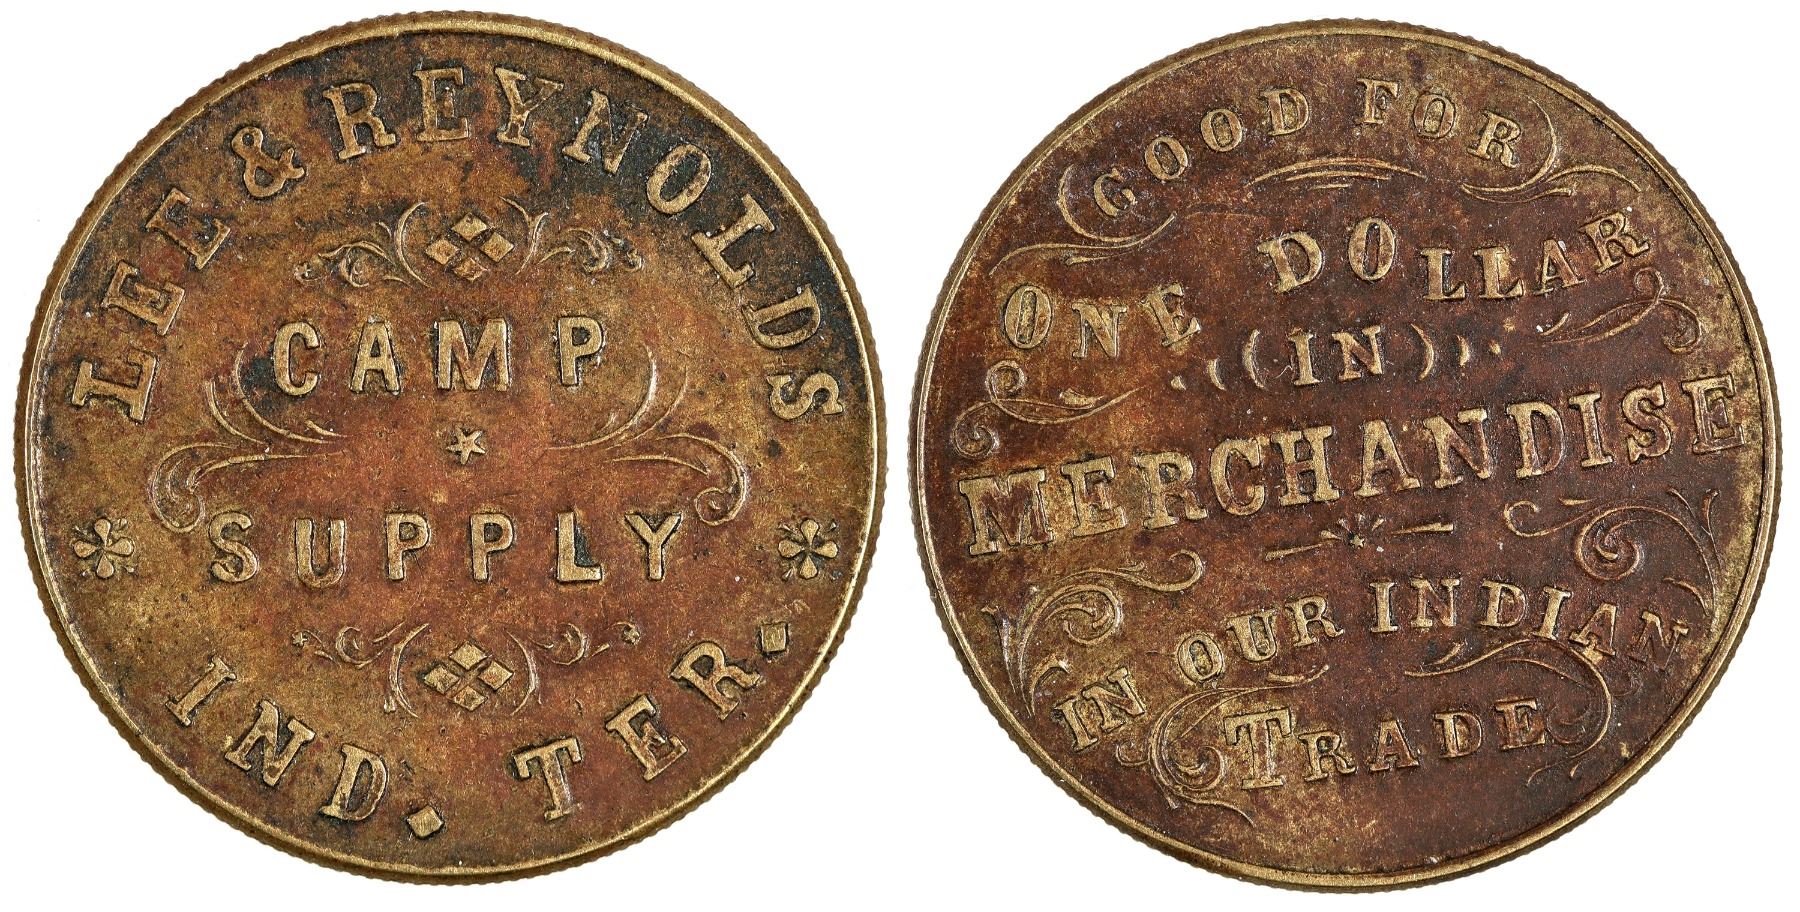 LEE & REYNOLDS
CAMP
SUPPLY
IND. TER.
GOOD FOR
ONE DOLLAR
(IN)
MERCHANDISE
IN OUR INDIAN
TRADE